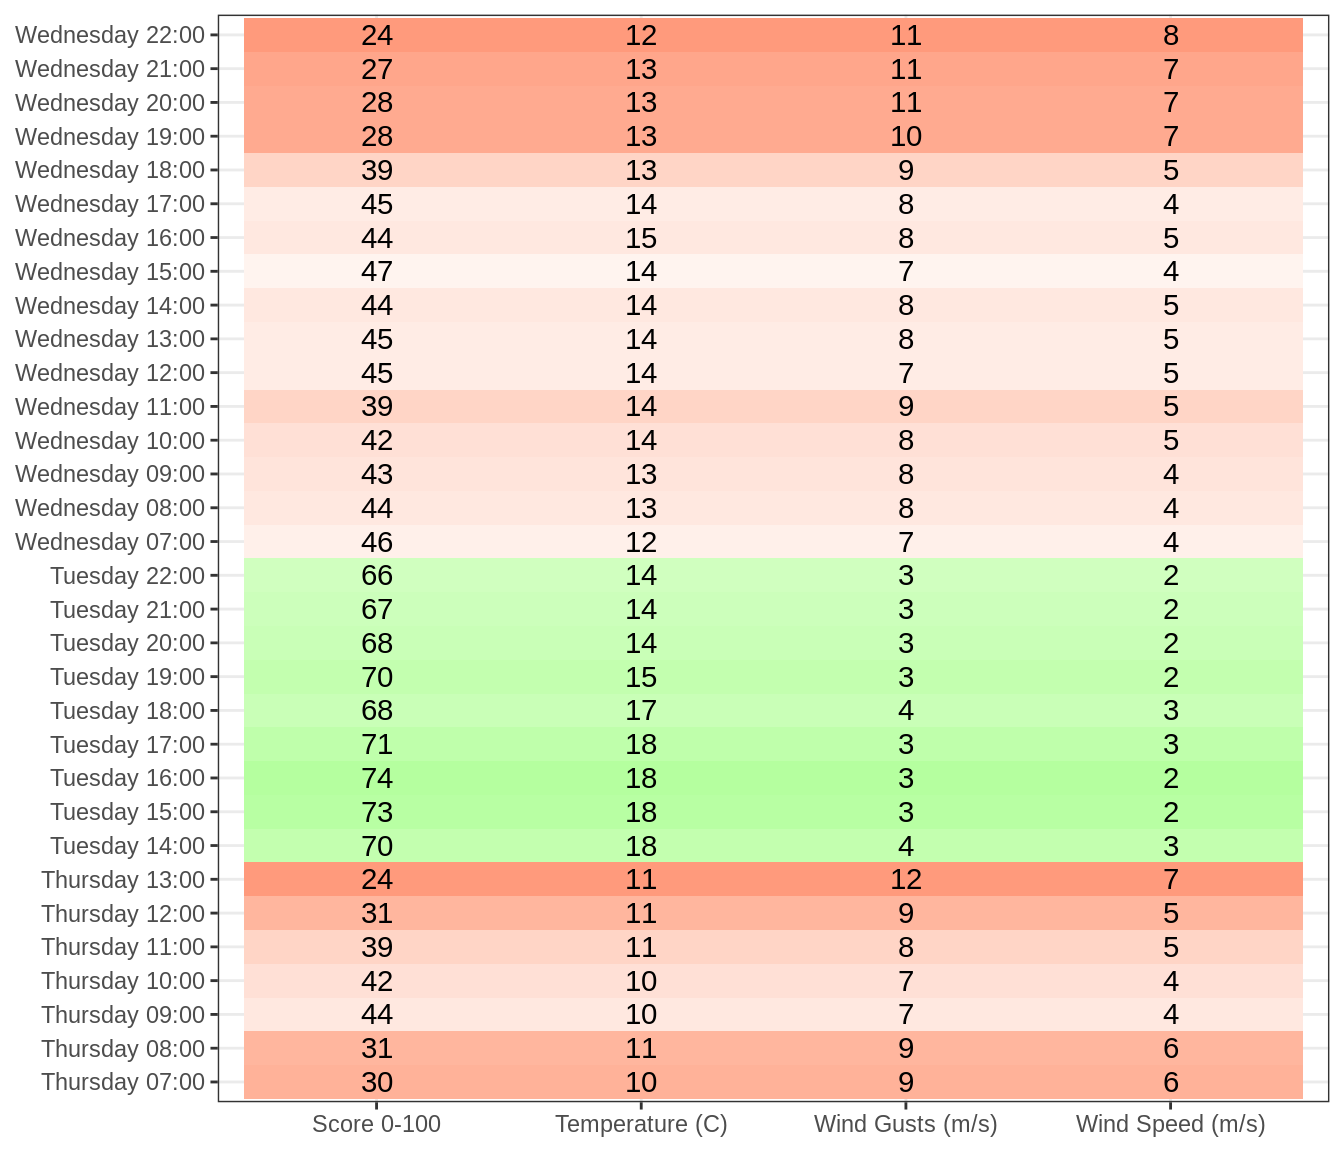 Wednesday 22:00 24 12 11 8
Wednesday 21:00 27 13 11 7
Wednesday 20:00 28 13 11 7
Wednesday 19:00 28 13 10 7
Wednesday 18:00 39 13 9 5
Wednesday 17:00 45 14 8 4
Wednesday 16:00 44 15 8 5
Wednesday 15:00 47 14 7 4
Wednesday 14:00 44 14 8 5
Wednesday 13:00 45 14 8 5
Wednesday 12:00 45 14 7 5
Wednesday 11:00 39 14 9 5
Wednesday 10:00 42 14 8 5
Wednesday 09:00 43 13 8 4
Wednesday 08:00 44 13 8 4
Wednesday 07:00 46 12 7 4
Tuesday 22:00 66 14 3 2
Tuesday 21:00 67 14 3 2
Tuesday 20:00 68 14 3 2
Tuesday 19:00 70 15 3 2
Tuesday 18:00 68 17 4 3
Tuesday 17:00 71 18 3 3
Tuesday 16:00 74 18 3 2
Tuesday 15:00 73 18 3 2
Tuesday 14:00 70 18 4 3
Thursday 13:00 24 11 12 7
Thursday 12:00 31 11 9 5
Thursday 11:00 39 11 8 5
Thursday 10:00 42 10 7 4
Thursday 09:00 44 10 7 4
Thursday 08:00 31 11 9 6
Thursday 07:00 30 10 9 6
Score 0-100 Temperature (C) Wind Gusts (m/s) Wind Speed (m/s)